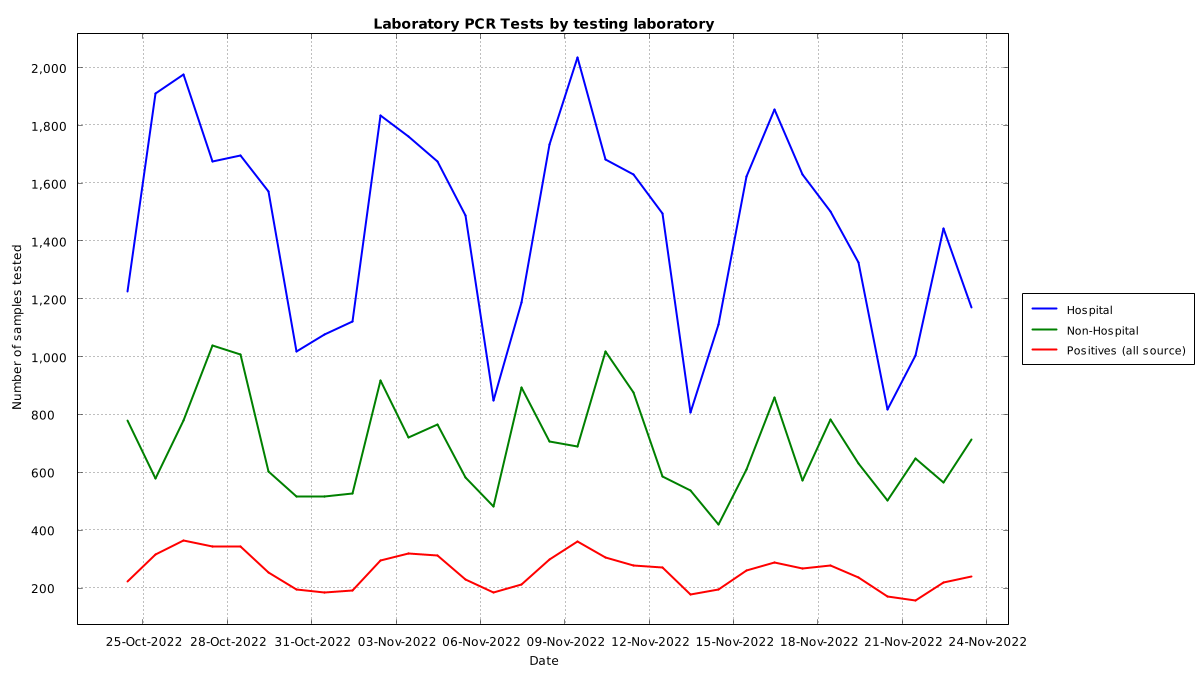 Laboratory PCR Tests by testing laboratory
Number of samples tested
2,000
1,800
1,600
1,400
1,200
1,000
800
600
400
200
25-Oct-2022 28-Oct-2022 31-Oct-2022 03-Nov-2022 06-Nov-2022 09-Nov-2022 12-Nov-2022 15-Nov-2022 18-Nov-2022 21-Nov-2022 24-Nov-2022
Date
Hospital
Non-Hospital
Positives (all source)